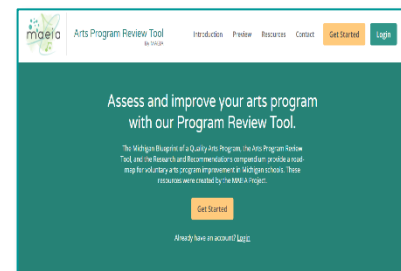 maeia
Arts Program Review Tool
By MAEIA
Introduction Preview Resources Contact Get Started Login
Assess and improve your arts program
with our Program Review Tool.
The Michigan Blueprint of a Quality Arts Program, the Arts Program Review
Tool, and the Research and Recommendations compendium provide a road-
map for voluntary arts program improvement in Michigan schools. These
resources were created by the MAEIA Project.
Get Started
Already have an account? Login